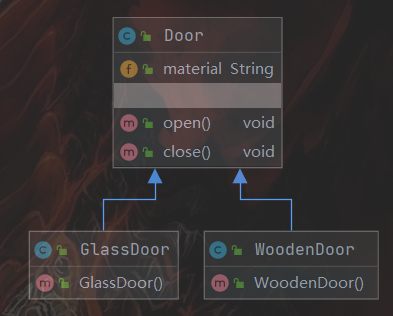 Door
material String
open() void
close() void
GlassDoor
GlassDoor()
WoodenDoor
WoodenDoor()